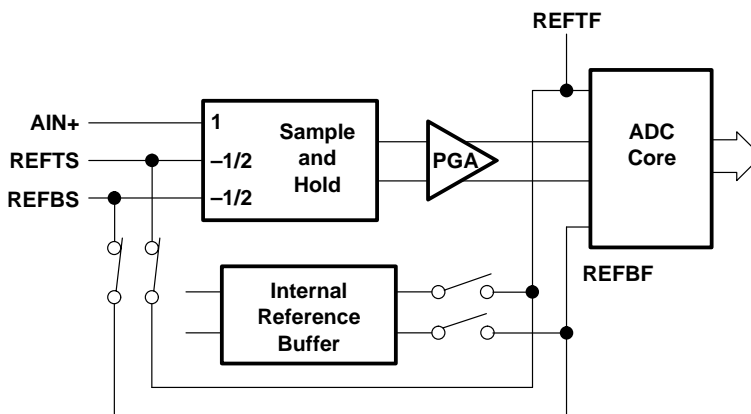 REFTF
AIN+
REFTS
REFBS
1
–1/2
–1/2
Sample
and
Hold
PGA
ADC
Core
REFBF
Internal
Reference
Buffer